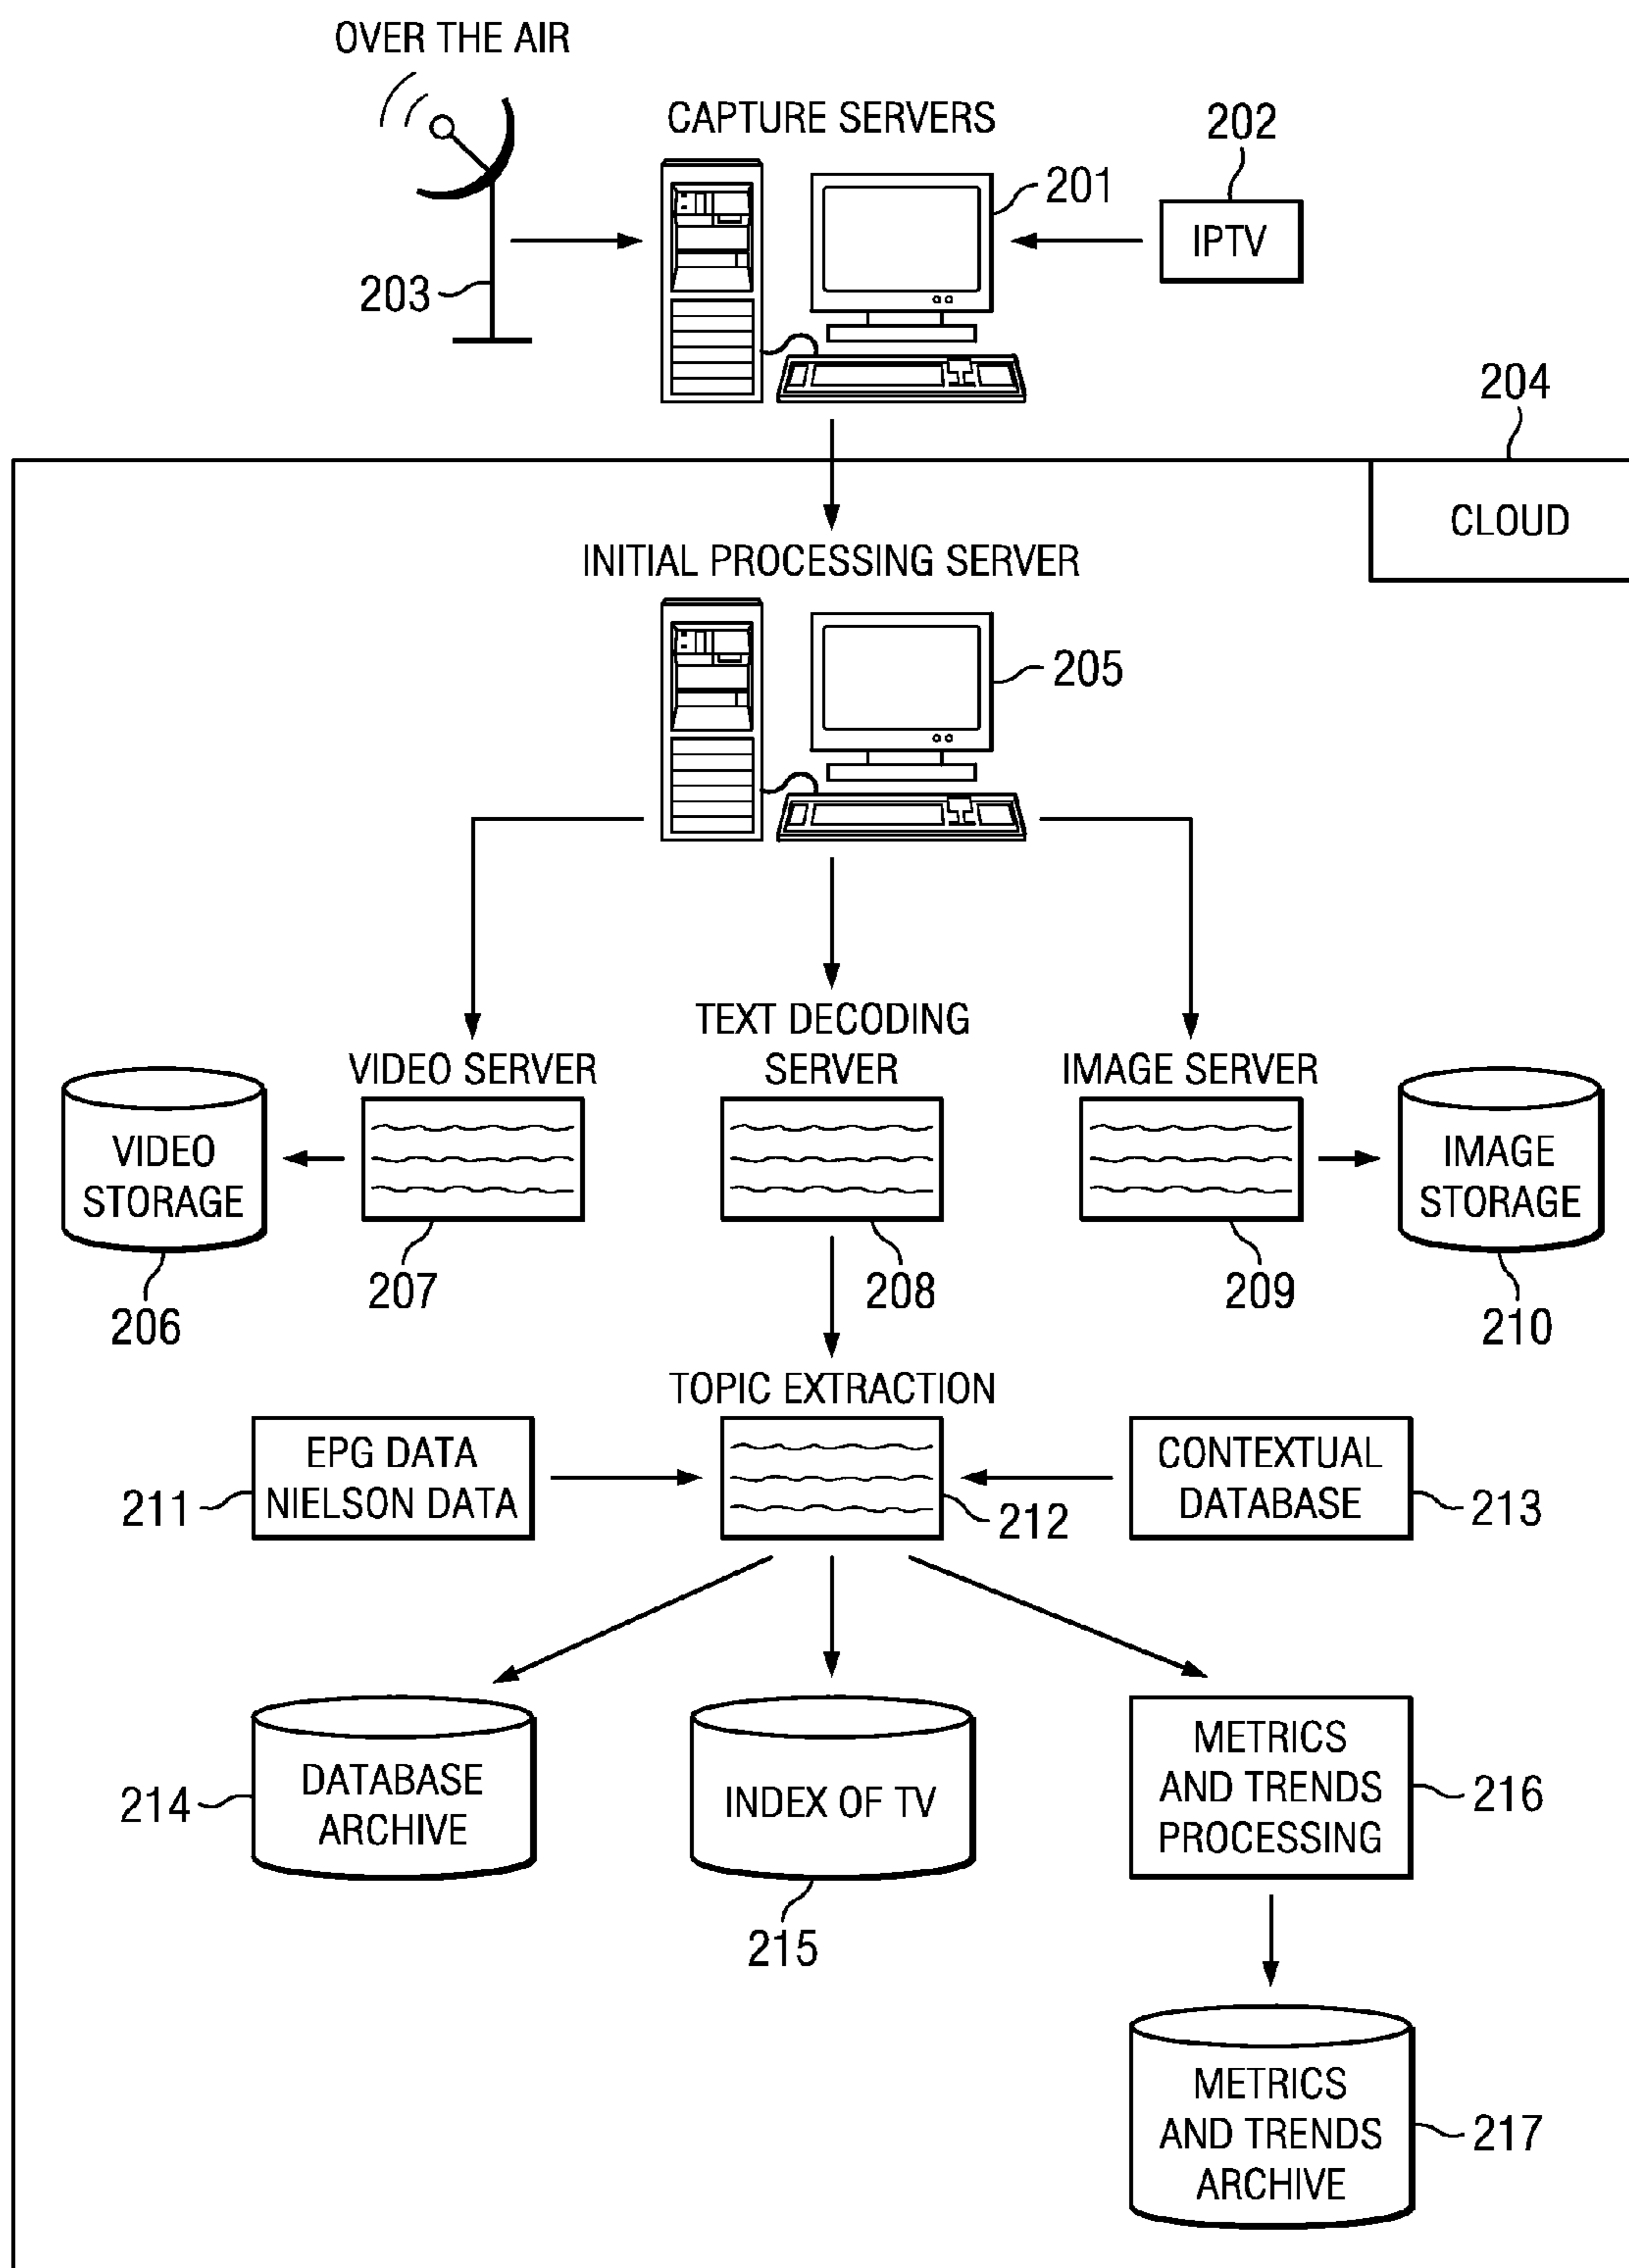 OVER THE AIR
CAPTURE SERVERS
202
201
IPTV
203
204
CLOUD
INITIAL PROCESSING SERVER
205
TEXT DECODING
SERVER
VIDEO SERVER
IMAGE SERVER
VIDEO
STORAGE
IMAGE
STORAGE
207
208
209
206
210
TOPIC EXTRACTION
EPG DATA
NIELSON DATA
CONTEXTUAL
DATABASE
211
212
213
DATABASE
ARCHIVE
214
INDEX OF TV
215
METRICS
AND TRENDS
PROCESSING
216
METRICS
AND TRENDS
ARCHIVE
217